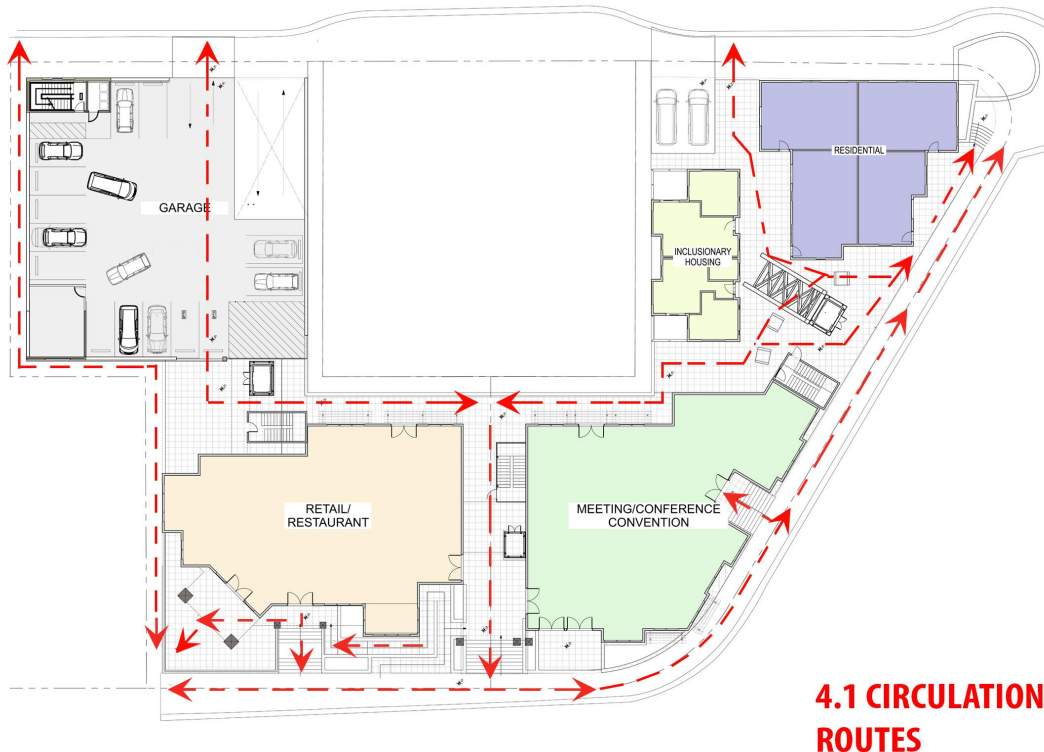 GARAGE
RESIDENTIAL
INCLUSIONARY
HOUSING
RETAIL/
RESTAURANT
MEETING/CONFERENCE
CONVENTION
4.1 CIRCULATION
ROUTES